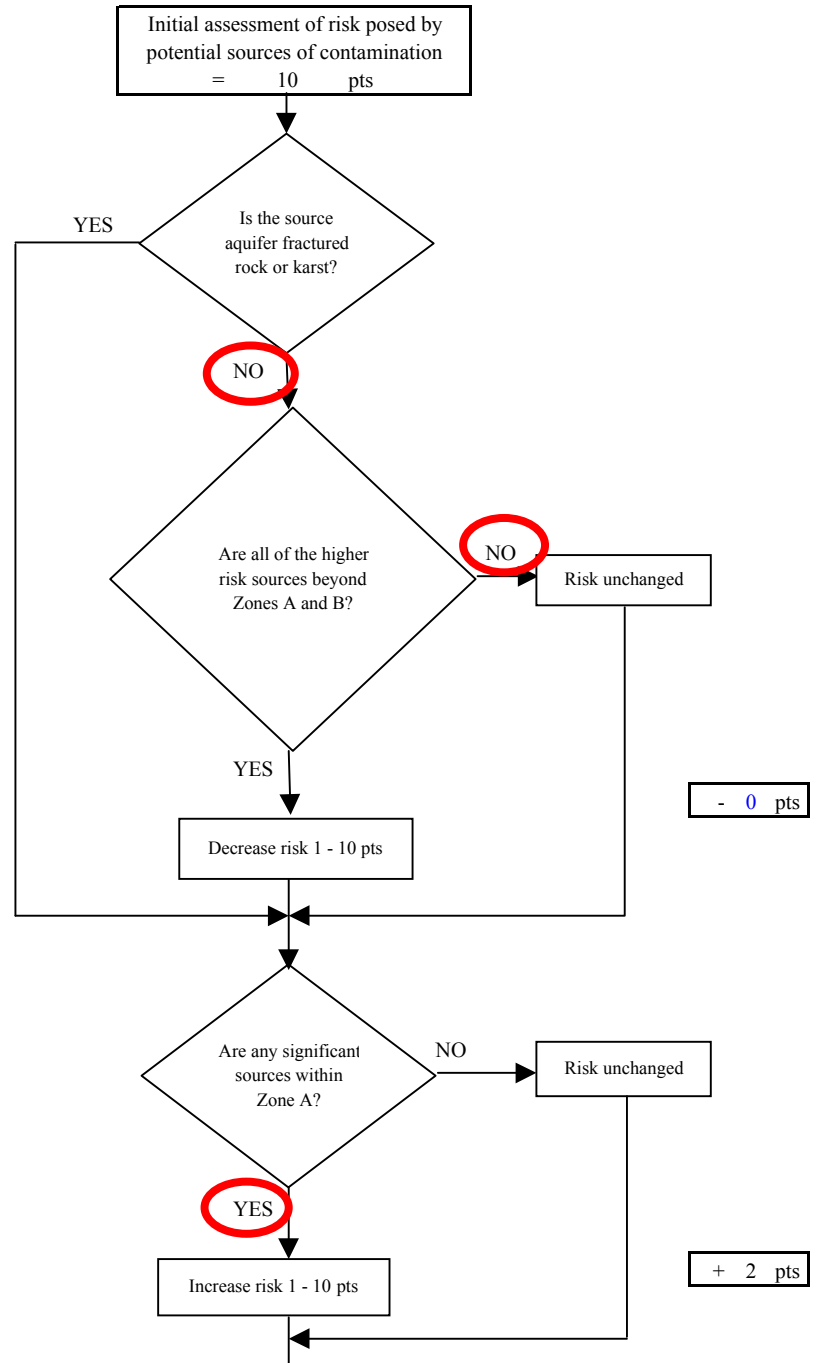 Initial assessment of risk posed by
potential sources of contamination
= 10 pts
YES
Is the source
aquifer fractured
rock or karst?
NO
Are all of the higher
risk sources beyond
Zones A and B?
NO
Risk unchanged
YES
- 0 pts
Decrease risk 1 - 10 pts
Are any significant
sources within
Zone A?
NO
Risk unchanged
YES
+ 2 pts
Increase risk 1 - 10 pts